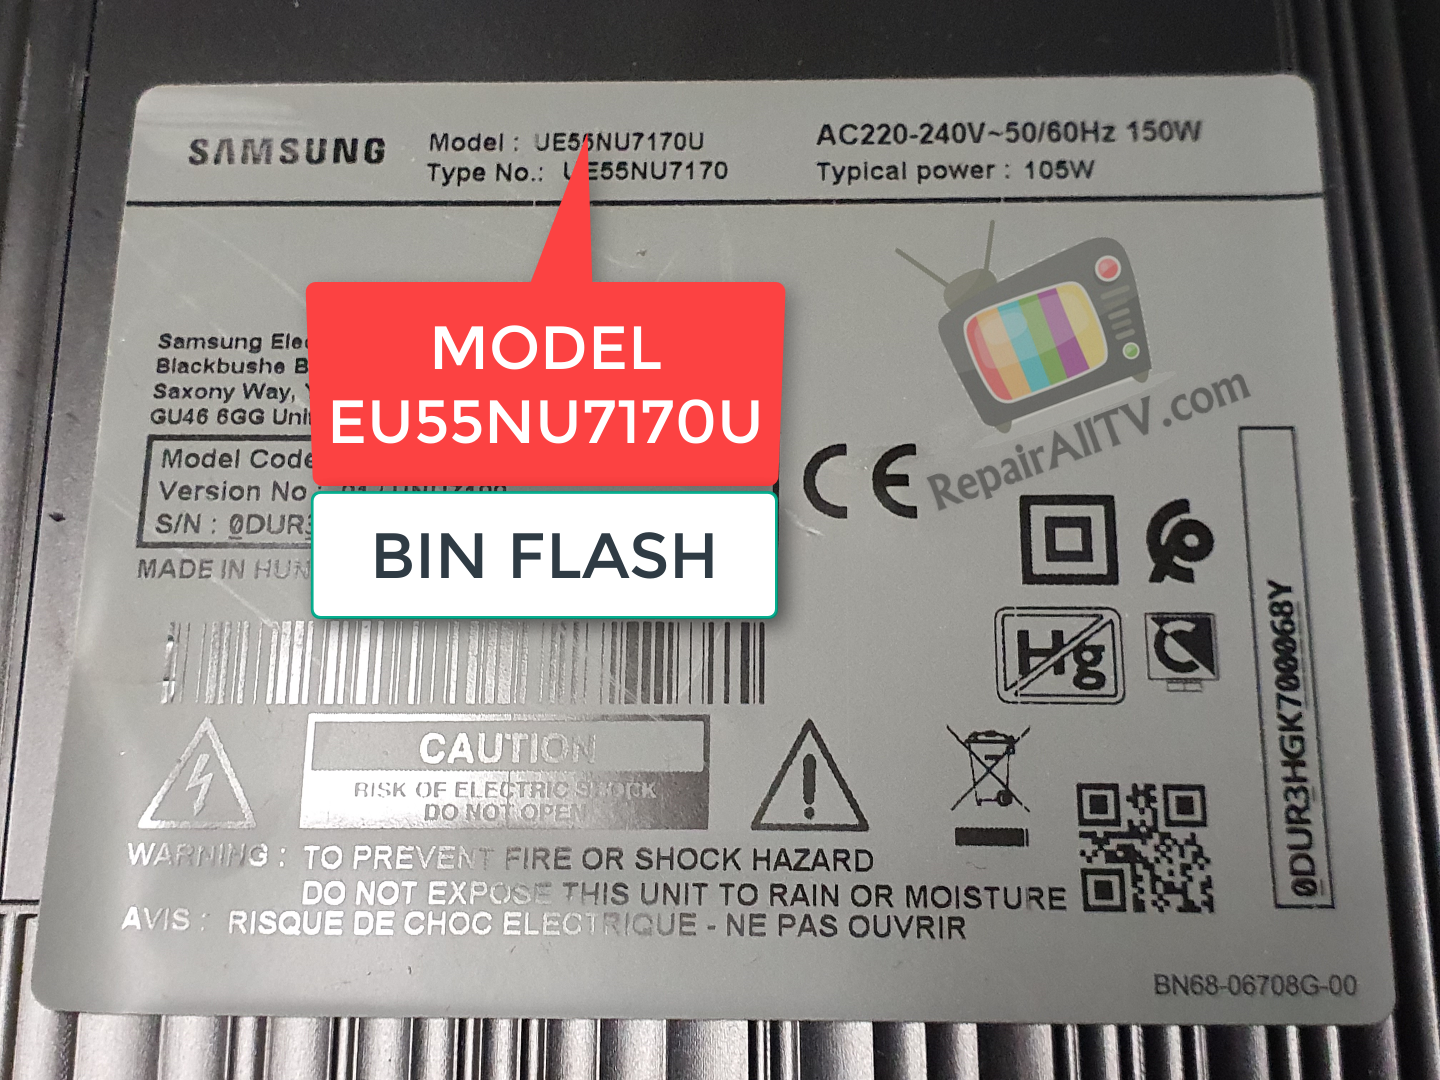 SAMSUNG
Model : UE55NU7170U
Type No.: UE55NU7170
AC220-240V~50/60Hz 150W
Typical power : 105W
MODEL
EU55NU7170U
BIN FLASH
RepairAllTV.com
Samsung Ele
Blackbushe B
Saxony Way,
GU46 6GG Uni
Model Code
Version No :
S/N : 0DUR3
MADE IN HUN
CE
Hg
0DUR3HGK700068Y
CAUTION
RISK OF ELECTRIC SHOCK
DO NOT OPEN
WARNING : TO PREVENT FIRE OR SHOCK HAZARD
DO NOT EXPOSE THIS UNIT TO RAIN OR MOISTURE
AVIS : RISQUE DE CHOC ELECTRIQUE - NE PAS OUVRIR
BN68-06708G-00